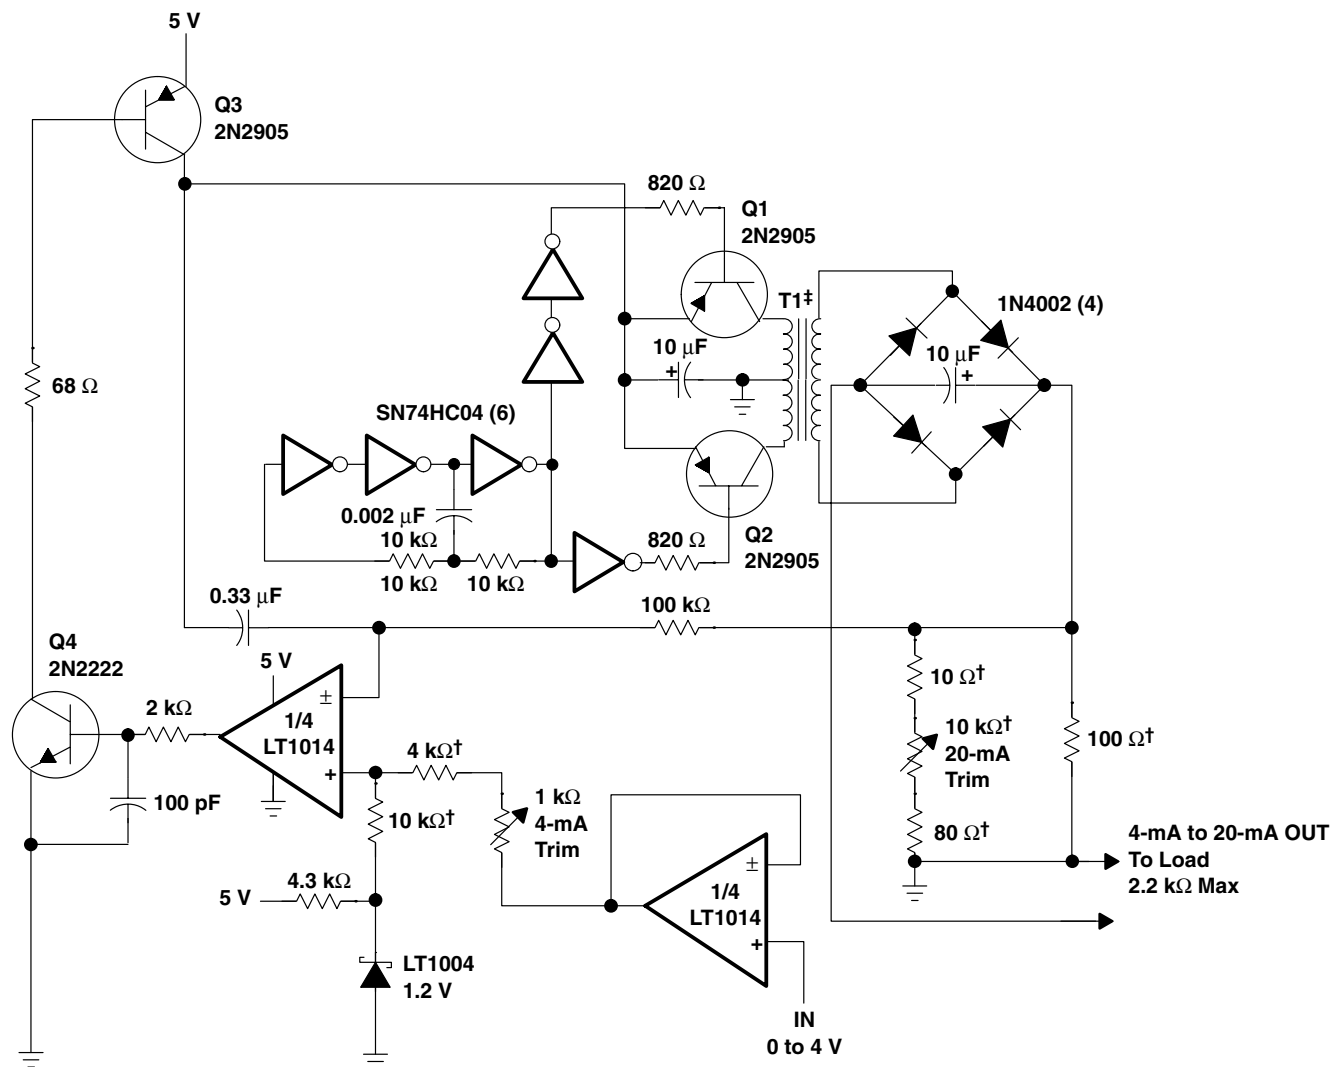 5 V
Q3
2N2905
820 Ω
Q1
2N2905
T1‡
1N4002 (4)
10 μF
+
10 μF
+
68 Ω
SN74HC04 (6)
0.002 μF
10 kΩ
10 kΩ
10 kΩ
820 Ω
Q2
2N2905
0.33 μF
100 kΩ
Q4
2N2222
5 V
2 kΩ
±
1/4
LT1014
+
4 kΩ†
10 Ω†
10 kΩ†
20-mA
Trim
100 Ω†
100 pF
10 kΩ†
1 kΩ
4-mA
Trim
80 Ω†
4-mA to 20-mA OUT
To Load
2.2 kΩ Max
5 V
4.3 kΩ
±
1/4
LT1014
+
LT1004
1.2 V
IN
0 to 4 V